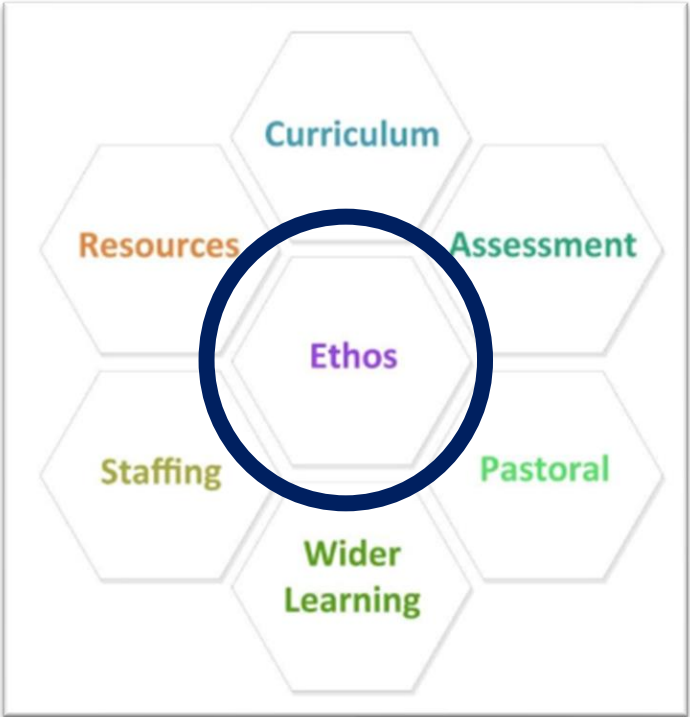 Curriculum
Resources
Assessment
Ethos
Staffing
Pastoral
Wider
Learning